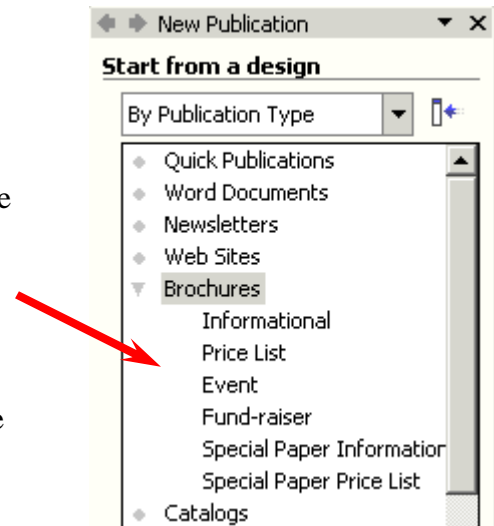 New Publication
Start from a design
By Publication Type
Quick Publications
Word Documents
e
Newsletters
Web Sites
Brochures
Informational
Price List
Event
Fund-raiser
e
Special Paper Information
Special Paper Price List
Catalogs